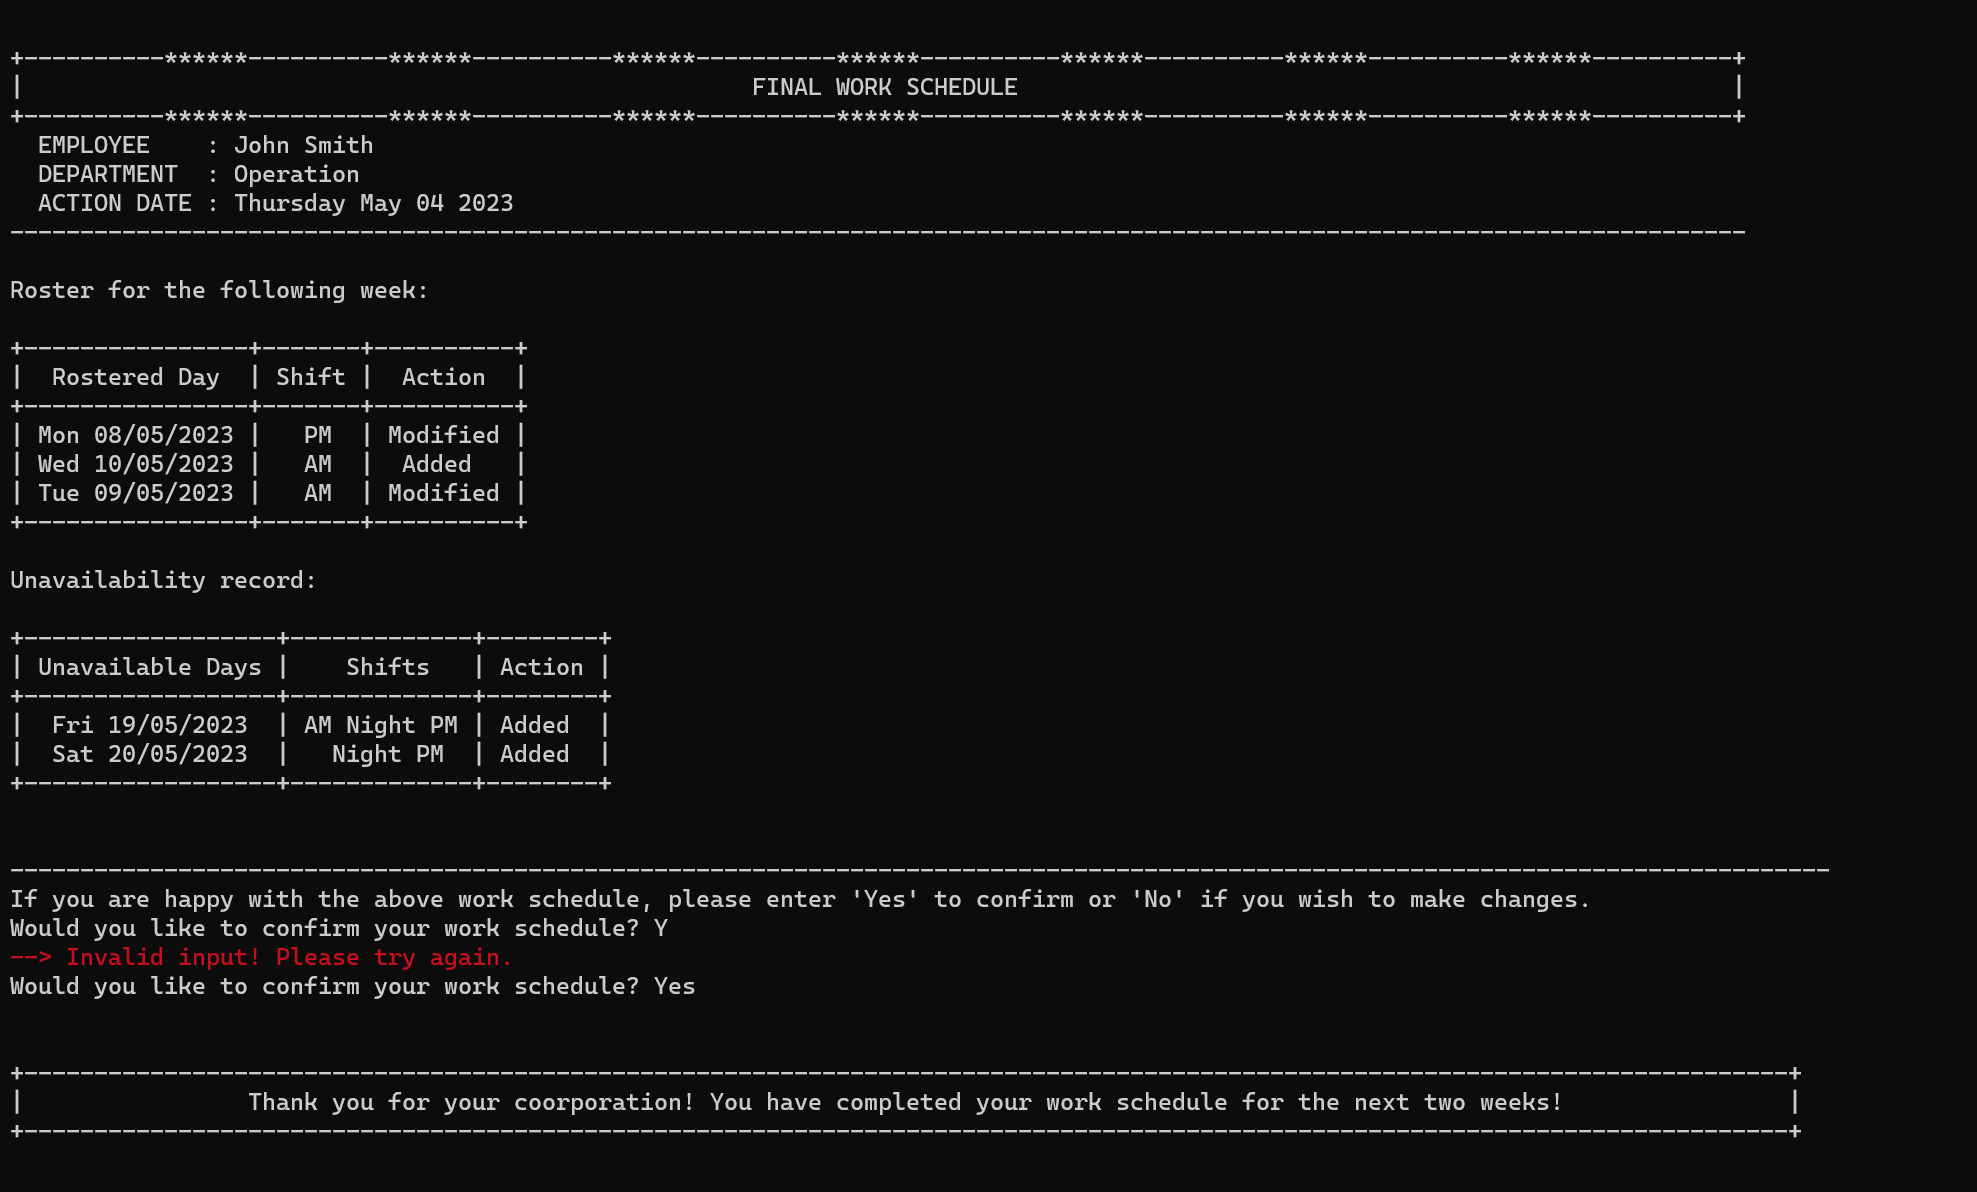 +----------******----------******----------******----------******----------******----------******----------******----------+
|                                                    FINAL WORK SCHEDULE                                                   |
+----------******----------******----------******----------******----------******----------******----------******----------+
  EMPLOYEE    : John Smith
  DEPARTMENT  : Operation
  ACTION DATE : Thursday May 04 2023
----------------------------------------------------------------------------------------------------------------------------
Roster for the following week:
+----------------+-------+----------+
|  Rostered Day  | Shift |  Action  |
+----------------+-------+----------+
| Mon 08/05/2023 |   PM  | Modified |
| Wed 10/05/2023 |   AM  |  Added   |
| Tue 09/05/2023 |   AM  | Modified |
+----------------+-------+----------+
Unavailability record:
+------------------+-------------+--------+
| Unavailable Days |    Shifts   | Action |
+------------------+-------------+--------+
|  Fri 19/05/2023  | AM Night PM | Added  |
|  Sat 20/05/2023  |   Night PM  | Added  |
+------------------+-------------+--------+
----------------------------------------------------------------------------------------------------------------------------------
If you are happy with the above work schedule, please enter 'Yes' to confirm or 'No' if you wish to make changes.
Would you like to confirm your work schedule? Y
--> Invalid input! Please try again.
Would you like to confirm your work schedule? Yes
+------------------------------------------------------------------------------------------------------------------------------+
|                Thank you for your coorporation! You have completed your work schedule for the next two weeks!                |
+------------------------------------------------------------------------------------------------------------------------------+